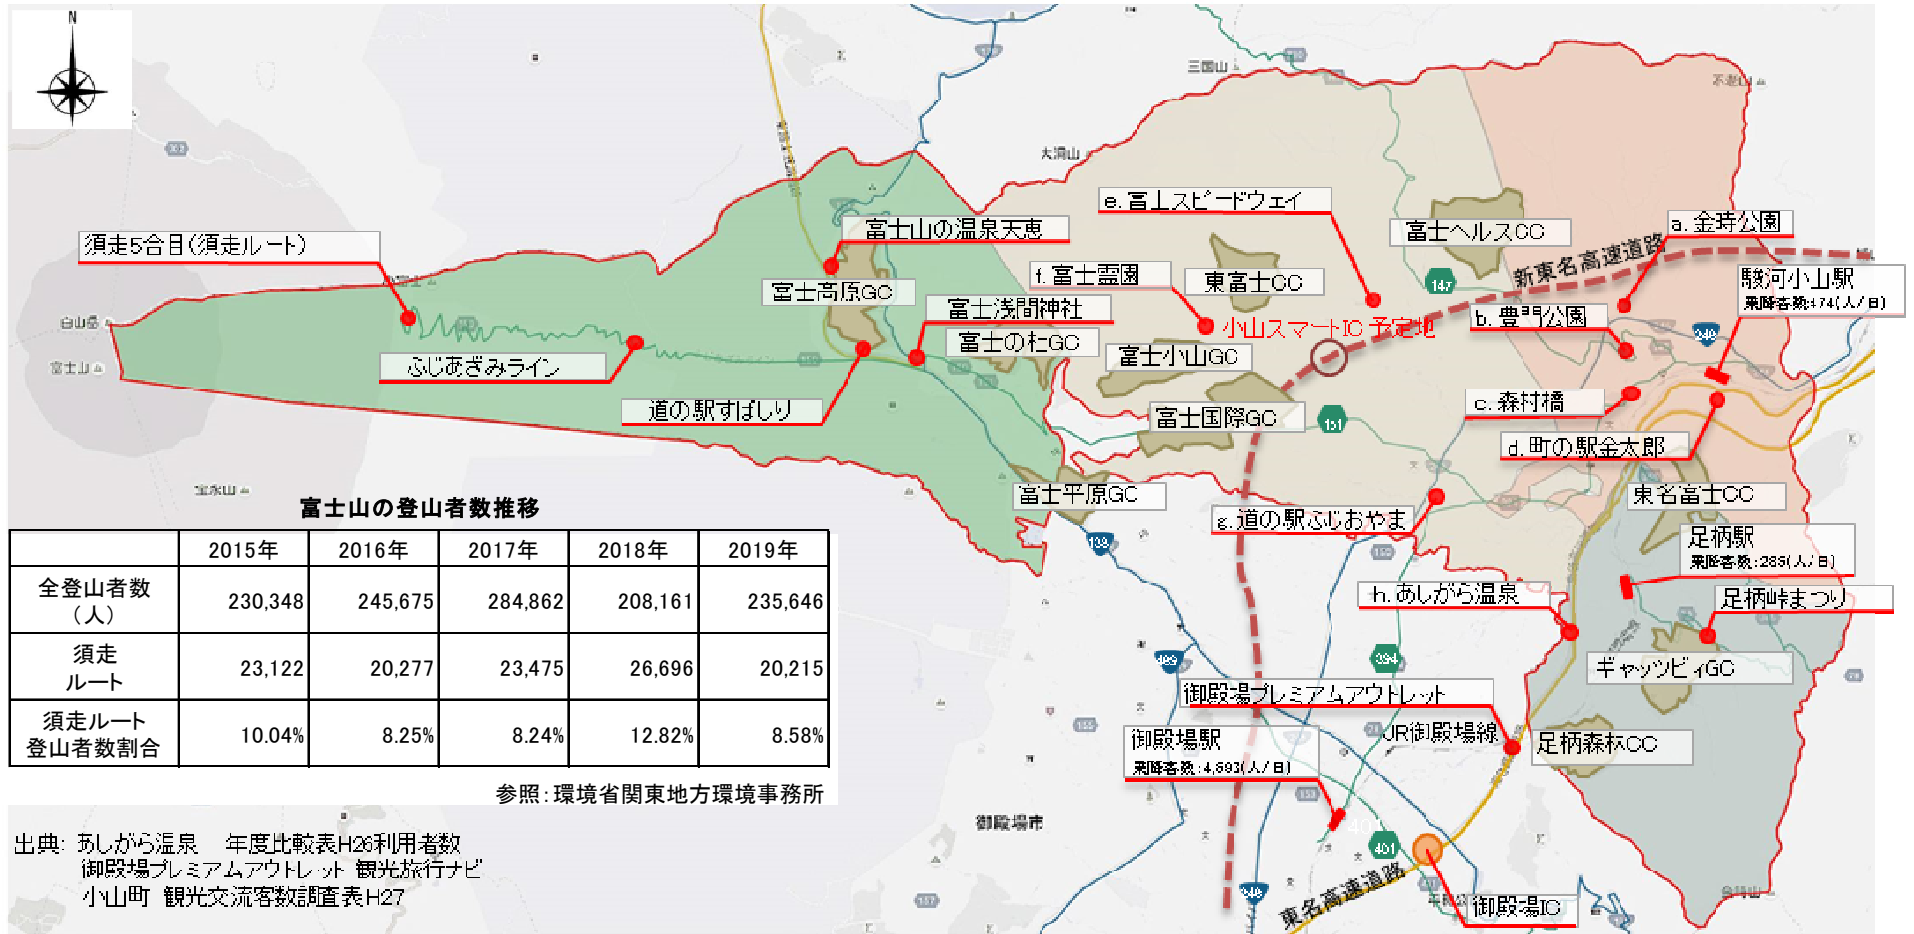 N
三国山
不老山
大洞山
e. 富士スピードウェイ
富士ヘルスCC
a. 金時公園
新東名高速道路
須走5合目(須走ルート)
富士山の温泉天恵
f. 富士霊園
東富士CC
147
駿河小山駅
乗降客数:474(人/日)
富士高原GC
富士浅間神社
小山スマートIC 予定地
b. 豊門公園
246
白山岳
富士山
ふじあざみライン
富士の杜GC
富士小山GC
道の駅すばしり
富士国際GC
151
c. 森村橋
d. 町の駅金太郎
宝永山
富士平原GC
g. 道の駅ふじおやま
東名富士CC
138
足柄駅
乗降客数:285(人/日)
h. あしがら温泉
足柄峠まつり
394
ギャッツビィGC
御殿場プレミアムアウトレット
御殿場駅
JR御殿場線
足柄森林CC
御殿場市
401
東名高速道路
246
御殿場IC
金時山
富士山の登山者数推移
2015年 2016年 2017年 2018年 2019年
全登山者数
(人) 230,348 245,675 284,862 208,161 235,646
須走
ルート 23,122 20,277 23,475 26,696 20,215
須走ルート
登山者数割合 10.04% 8.25% 8.24% 12.82% 8.58%
参照:環境省関東地方環境事務所
出典: あしがら温泉　年度比較表H26利用者数
御殿場プレミアムアウトレット 観光旅行ナビ
小山町 観光交流客数調査表H27